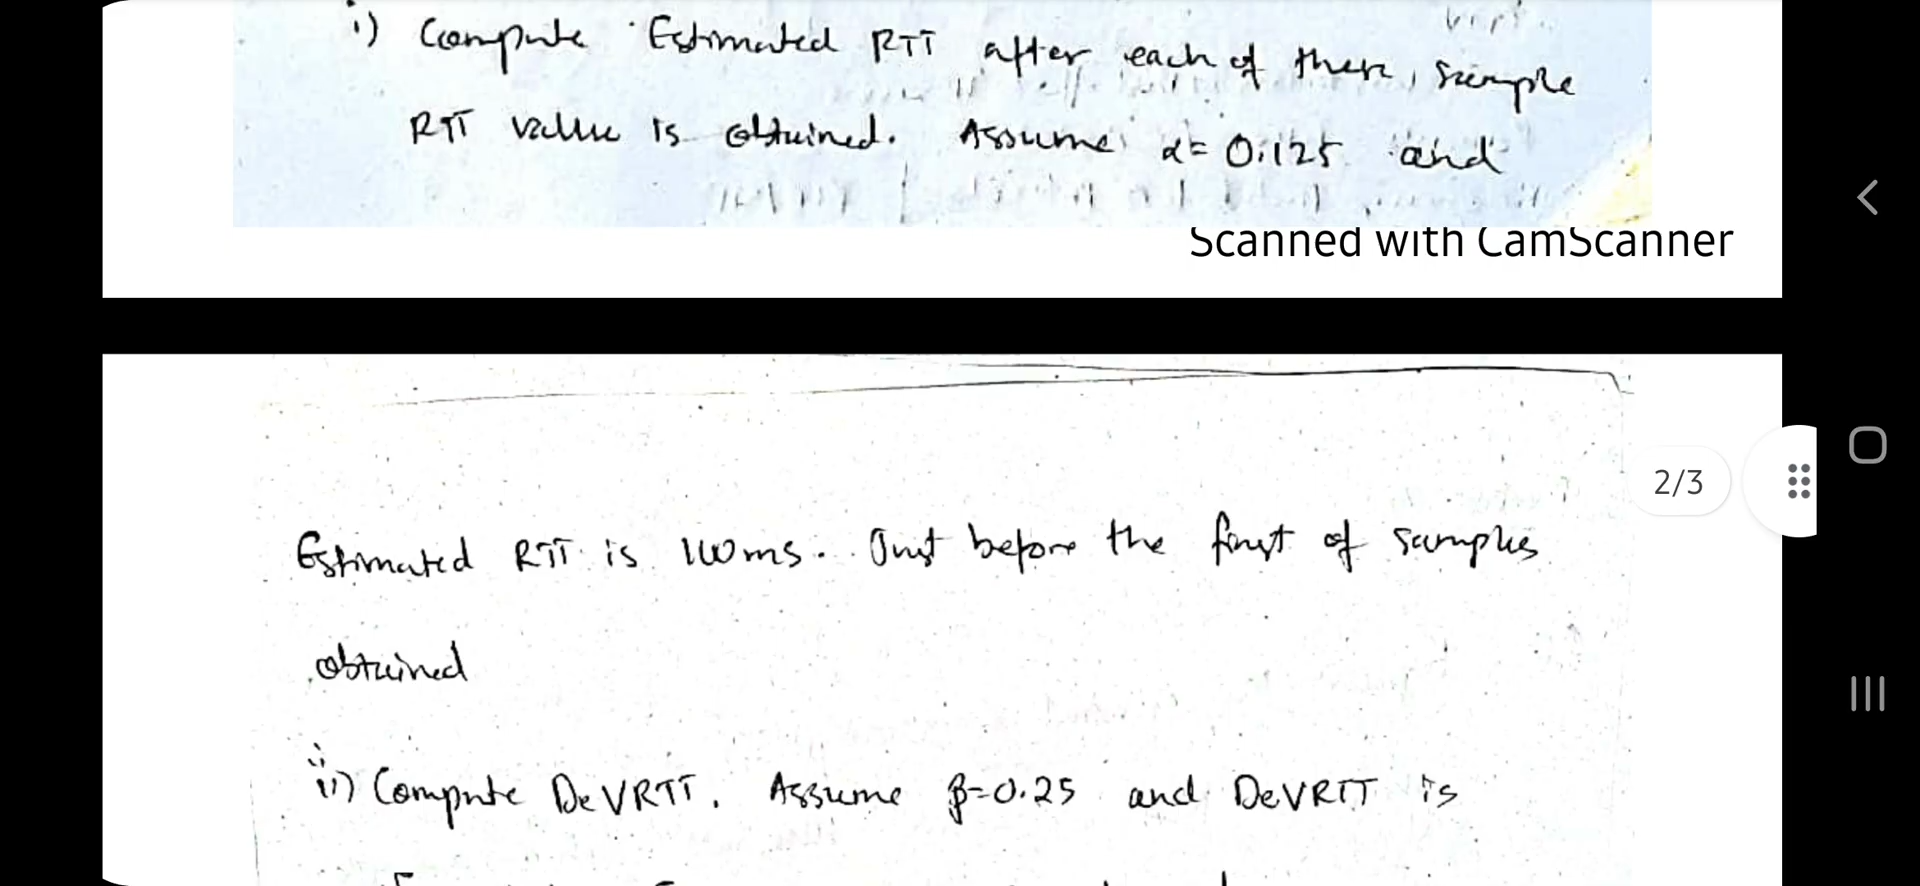 i) Compute Estimated RTT after each of these, sample
RTT value is obtained. Assume α= 0.125 and
Scanned with CamScanner
2/3
Estimated RTT is 100ms. Just before the first of samples
obtained
ii) Compute DeVRTT. Assume β=0.25 and DeVRTT is